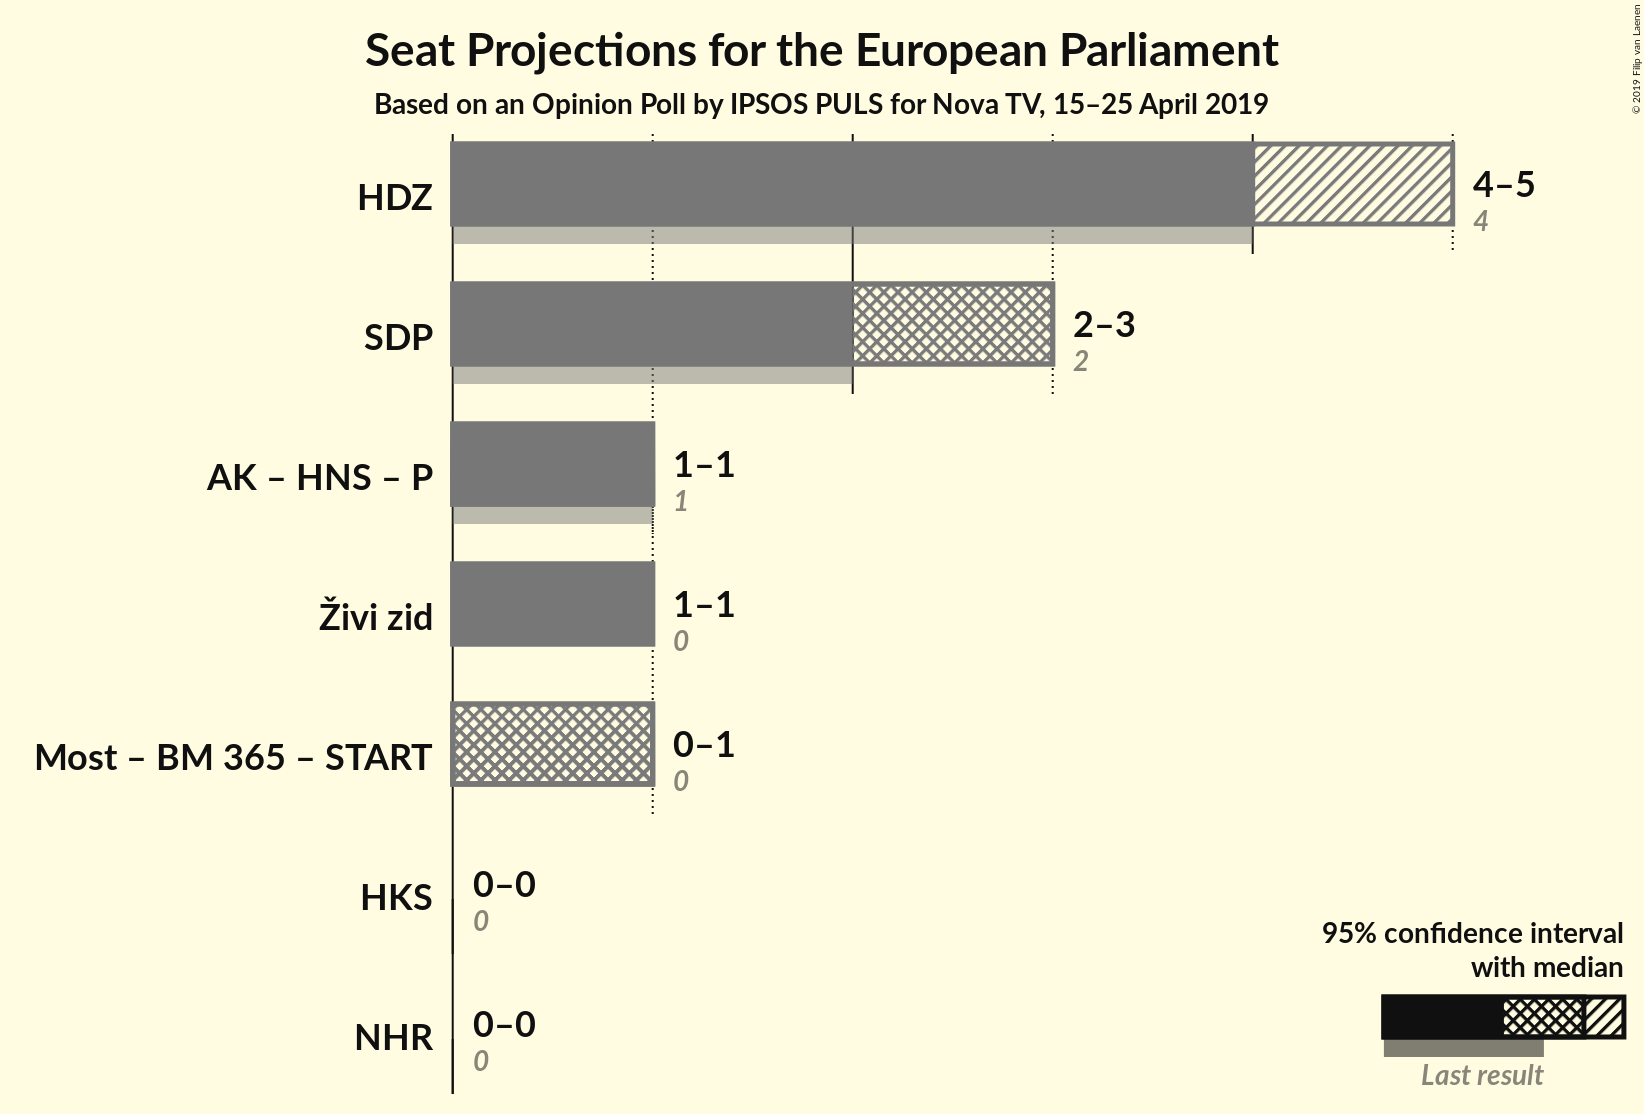 Seat Projections for the European Parliament
Based on an Opinion Poll by IPSOS PULS for Nova TV, 15–25 April 2019
© 2019 Filip van Laenen
HDZ
4–5
4
SDP
2–3
2
AK – HNS – P
1–1
1
Živi zid
1–1
0
Most – BM 365 – START
0–1
0
HKS
0–0
0
NHR
0–0
0
95% confidence interval
with median
Last result